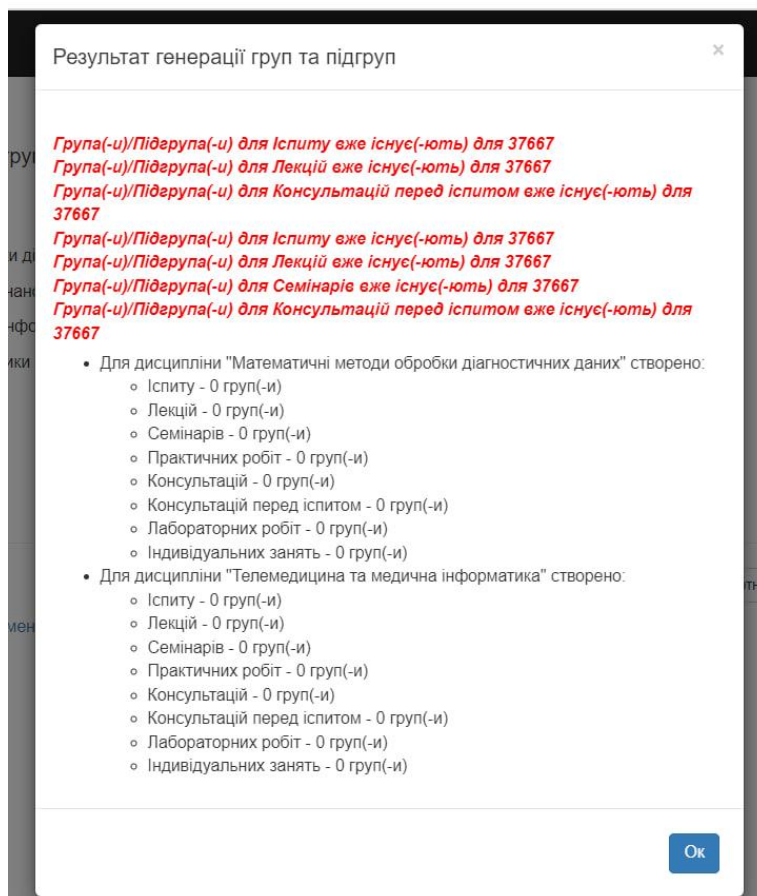 Результат генерації груп та підгруп
×
Група(-и)/Підгрупа(-и) для Іспиту вже існує(-ють) для 37667
Група(-и)/Підгрупа(-и) для Лекцій вже існує(-ють) для 37667
Група(-и)/Підгрупа(-и) для Консультацій перед іспитом вже існує(-ють) для
37667
Група(-и)/Підгрупа(-и) для Іспиту вже існує(-ють) для 37667
Група(-и)/Підгрупа(-и) для Лекцій вже існує(-ють) для 37667
Група(-и)/Підгрупа(-и) для Семінарів вже існує(-ють) для 37667
Група(-и)/Підгрупа(-и) для Консультацій перед іспитом вже існує(-ють) для
37667
• Для дисципліни "Математичні методи обробки діагностичних даних" створено:
◦ Іспиту - 0 груп(-и)
◦ Лекцій - 0 груп(-и)
◦ Семінарів - 0 груп(-и)
◦ Практичних робіт - 0 груп(-и)
◦ Консультацій - 0 груп(-и)
◦ Консультацій перед іспитом - 0 груп(-и)
◦ Лабораторних робіт - 0 груп(-и)
◦ Індивідуальних занять - 0 груп(-и)
• Для дисципліни "Телемедицина та медична інформатика" створено:
◦ Іспиту - 0 груп(-и)
◦ Лекцій - 0 груп(-и)
◦ Семінарів - 0 груп(-и)
◦ Практичних робіт - 0 груп(-и)
◦ Консультацій - 0 груп(-и)
◦ Консультацій перед іспитом - 0 груп(-и)
◦ Лабораторних робіт - 0 груп(-и)
◦ Індивідуальних занять - 0 груп(-и)
Ок